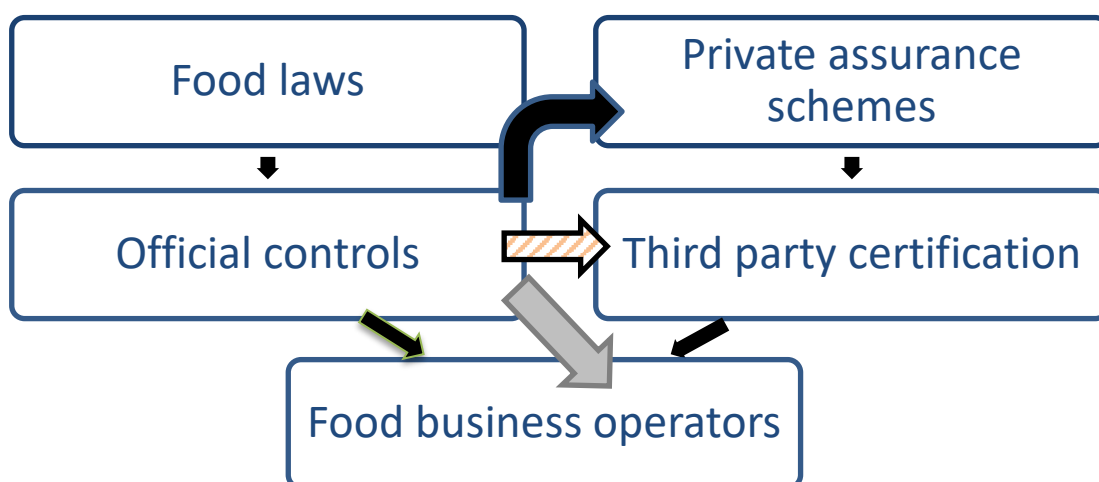 Food laws
Private assurance
schemes
Official controls
Third party certification
Food business operators